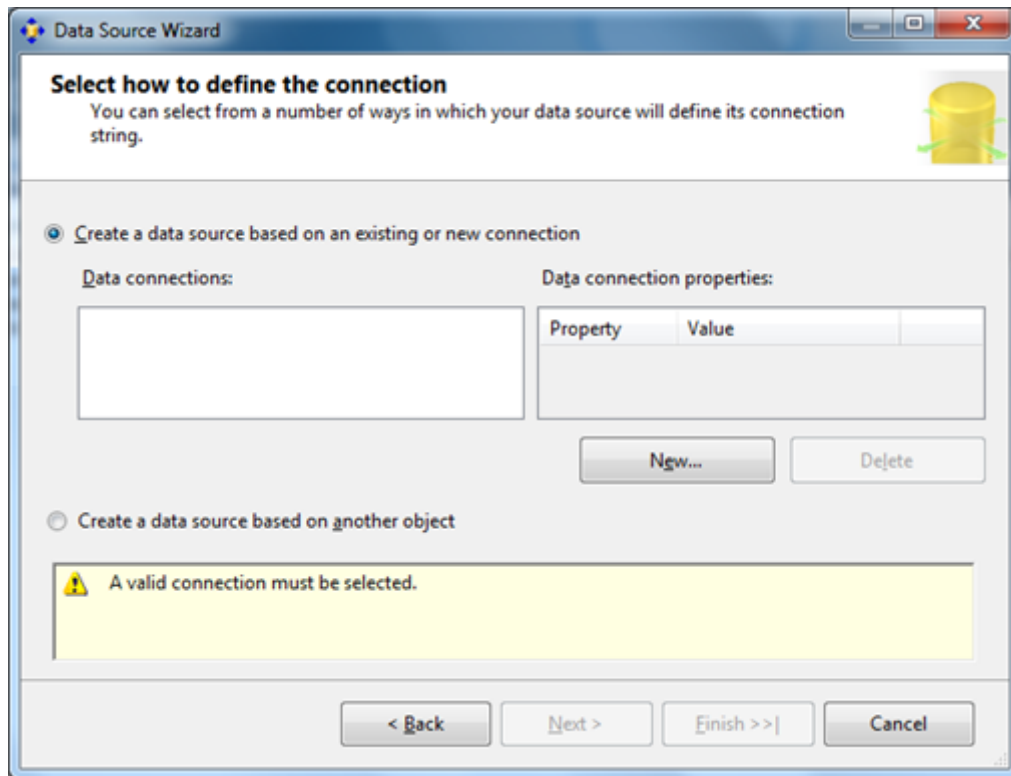 Data Source Wizard
Select how to define the connection
You can select from a number of ways in which your data source will define its connection
string.
Create a data source based on an existing or new connection
Data connections:
Data connection properties:
Property Value
New...
Delete
Create a data source based on another object
A valid connection must be selected.
< Back
Next >
Finish >>|
Cancel